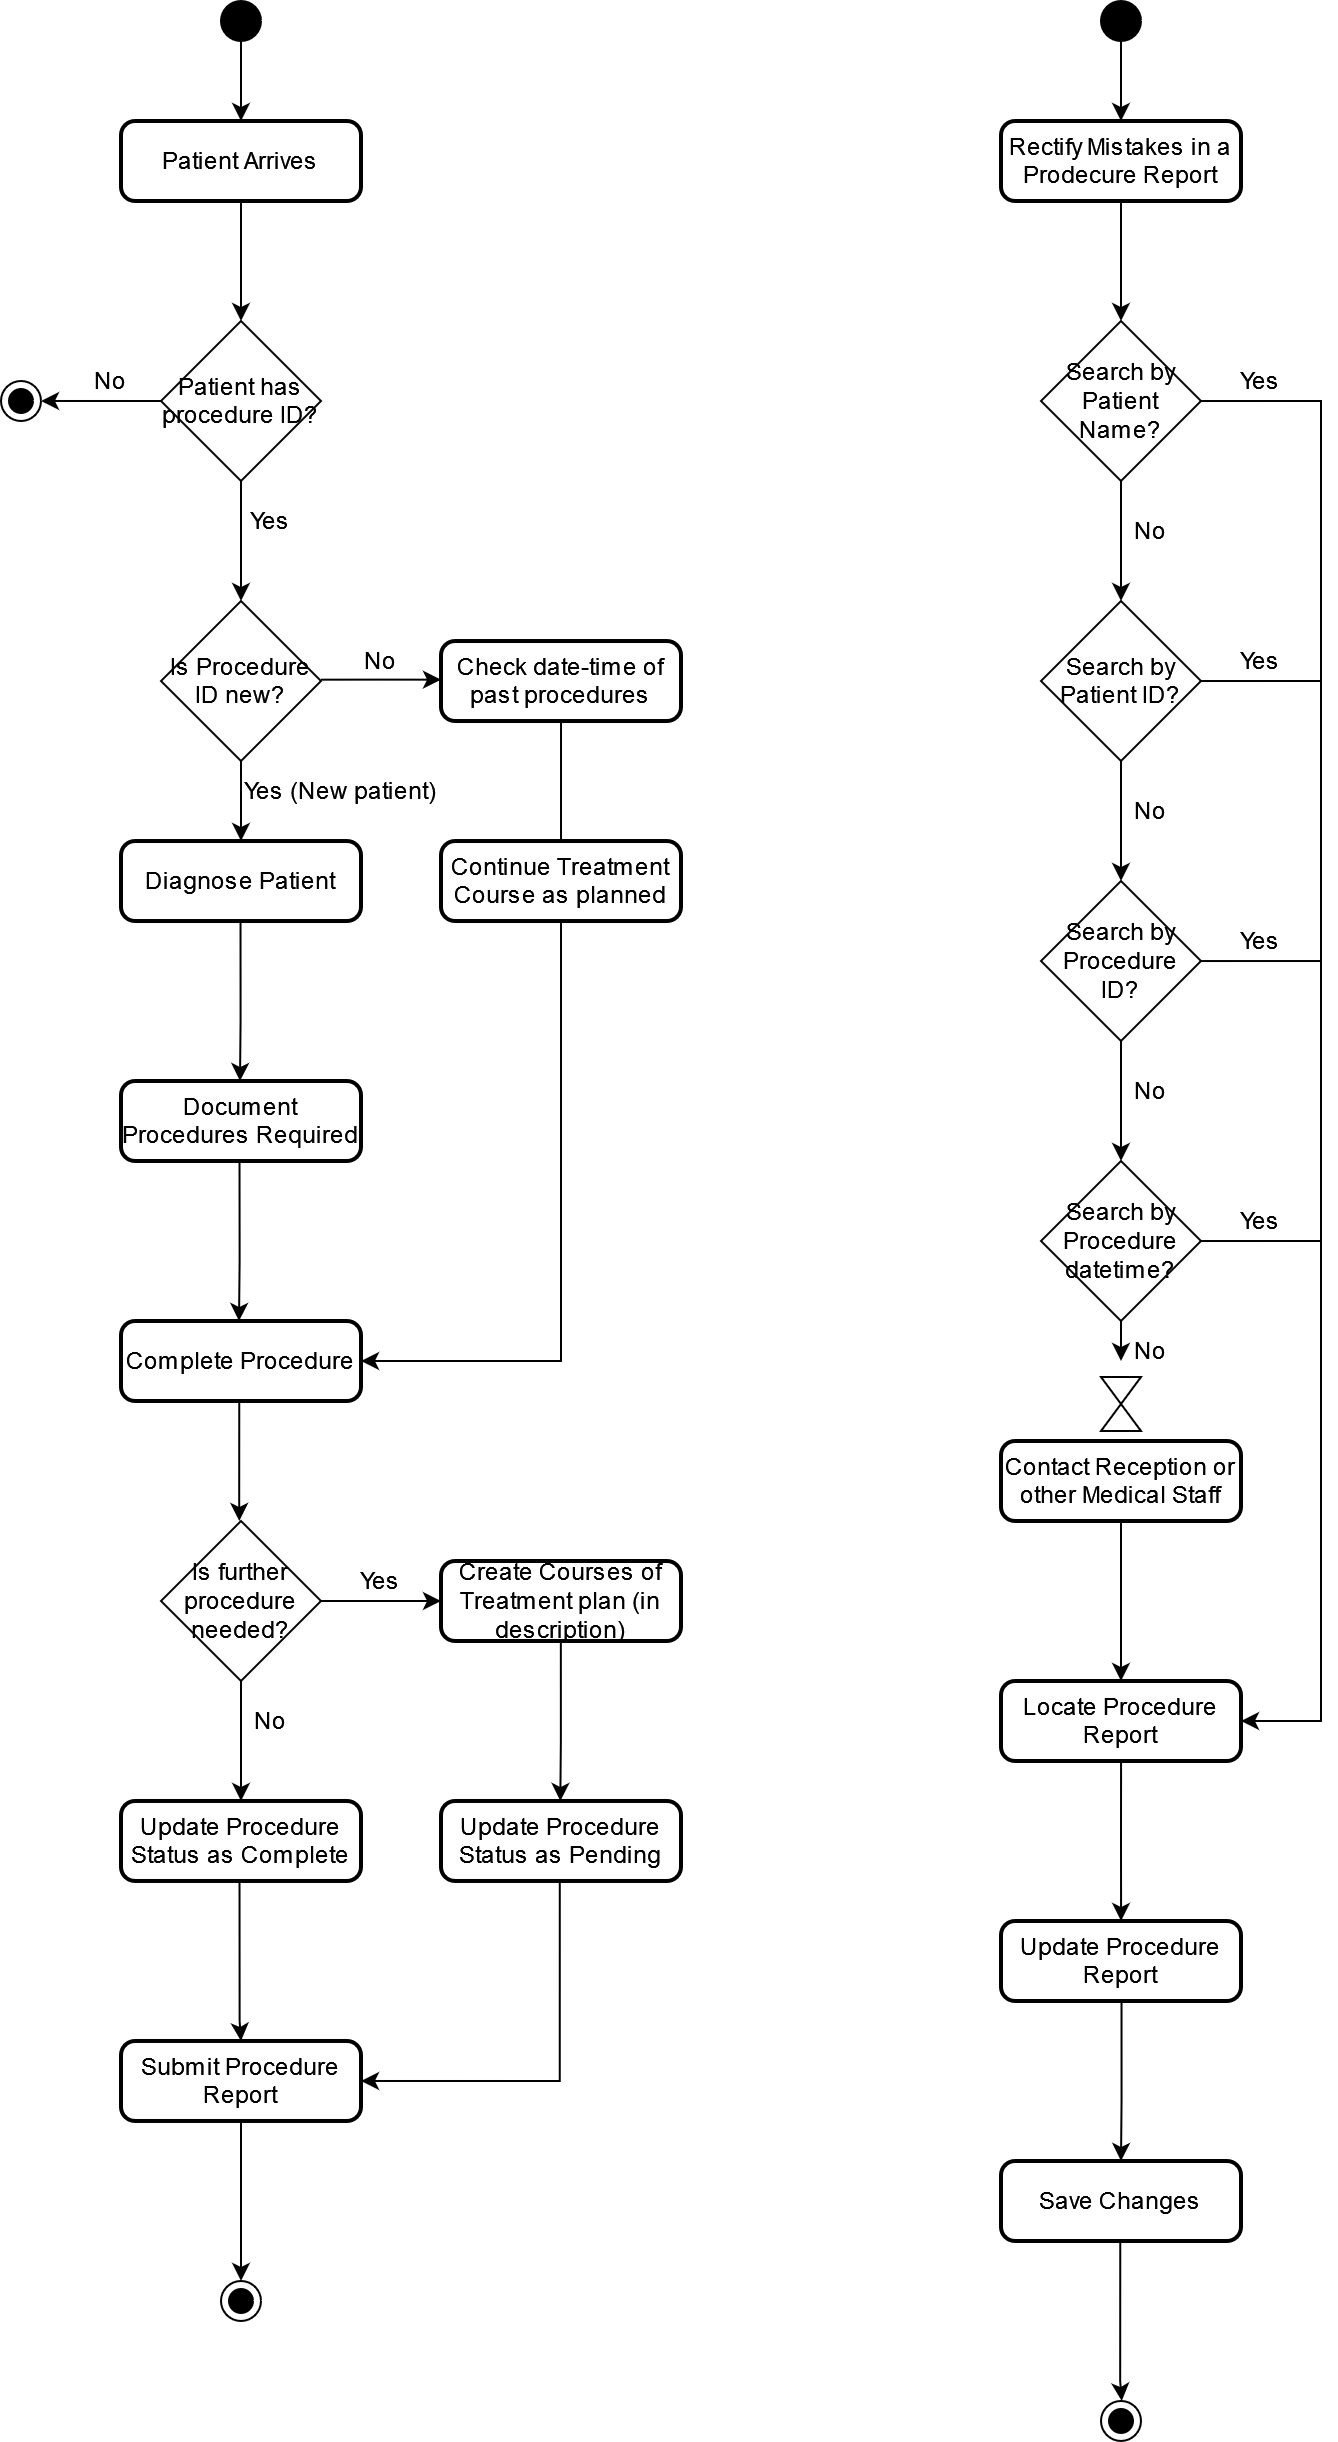 Patient Arrives
No
Patient has
procedure ID?
Yes
Is Procedure
ID new?
No
Check date-time of
past procedures
Yes (New patient)
Diagnose Patient
Continue Treatment
Course as planned
Document
Procedures Required
Complete Procedure
Is further
procedure
needed?
Yes
Create Courses of
Treatment plan (in
description)
No
Update Procedure
Status as Complete
Update Procedure
Status as Pending
Submit Procedure
Report
Rectify Mistakes in a
Prodecure Report
Search by
Patient
Name?
Yes
No
Search by
Patient ID?
Yes
No
Search by
Procedure
ID?
Yes
No
Search by
Procedure
datetime?
Yes
No
Contact Reception or
other Medical Staff
Locate Procedure
Report
Update Procedure
Report
Save Changes